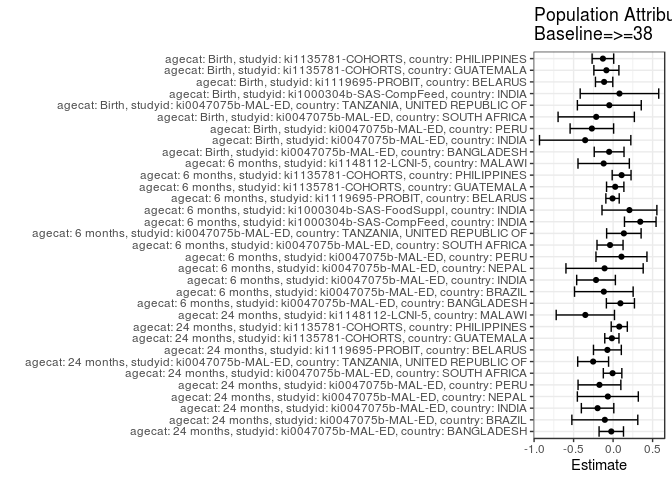 Population Attribu
Baseline=>=38
agecat: Birth, studyid: ki1135781-COHORTS, country: PHILIPPINES
agecat: Birth, studyid: ki1135781-COHORTS, country: GUATEMALA
agecat: Birth, studyid: ki1119695-PROBIT, country: BELARUS
agecat: Birth, studyid: ki1000304b-SAS-CompFeed, country: INDIA
agecat: Birth, studyid: ki0047075b-MAL-ED, country: TANZANIA, UNITED REPUBLIC OF
agecat: Birth, studyid: ki0047075b-MAL-ED, country: SOUTH AFRICA
agecat: Birth, studyid: ki0047075b-MAL-ED, country: PERU
agecat: Birth, studyid: ki0047075b-MAL-ED, country: INDIA
agecat: Birth, studyid: ki0047075b-MAL-ED, country: BANGLADESH
agecat: 6 months, studyid: ki1148112-LCNI-5, country: MALAWI
agecat: 6 months, studyid: ki1135781-COHORTS, country: PHILIPPINES
agecat: 6 months, studyid: ki1135781-COHORTS, country: GUATEMALA
agecat: 6 months, studyid: ki1119695-PROBIT, country: BELARUS
agecat: 6 months, studyid: ki1000304b-SAS-FoodSuppl, country: INDIA
agecat: 6 months, studyid: ki1000304b-SAS-CompFeed, country: INDIA
agecat: 6 months, studyid: ki0047075b-MAL-ED, country: TANZANIA, UNITED REPUBLIC OF
agecat: 6 months, studyid: ki0047075b-MAL-ED, country: SOUTH AFRICA
agecat: 6 months, studyid: ki0047075b-MAL-ED, country: PERU
agecat: 6 months, studyid: ki0047075b-MAL-ED, country: NEPAL
agecat: 6 months, studyid: ki0047075b-MAL-ED, country: INDIA
agecat: 6 months, studyid: ki0047075b-MAL-ED, country: BRAZIL
agecat: 6 months, studyid: ki0047075b-MAL-ED, country: BANGLADESH
agecat: 24 months, studyid: ki1148112-LCNI-5, country: MALAWI
agecat: 24 months, studyid: ki1135781-COHORTS, country: PHILIPPINES
agecat: 24 months, studyid: ki1135781-COHORTS, country: GUATEMALA
agecat: 24 months, studyid: ki1119695-PROBIT, country: BELARUS
agecat: 24 months, studyid: ki0047075b-MAL-ED, country: TANZANIA, UNITED REPUBLIC OF
agecat: 24 months, studyid: ki0047075b-MAL-ED, country: SOUTH AFRICA
agecat: 24 months, studyid: ki0047075b-MAL-ED, country: PERU
agecat: 24 months, studyid: ki0047075b-MAL-ED, country: NEPAL
agecat: 24 months, studyid: ki0047075b-MAL-ED, country: INDIA
agecat: 24 months, studyid: ki0047075b-MAL-ED, country: BRAZIL
agecat: 24 months, studyid: ki0047075b-MAL-ED, country: BANGLADESH
-1.0 -0.5 0.0 0.5
Estimate